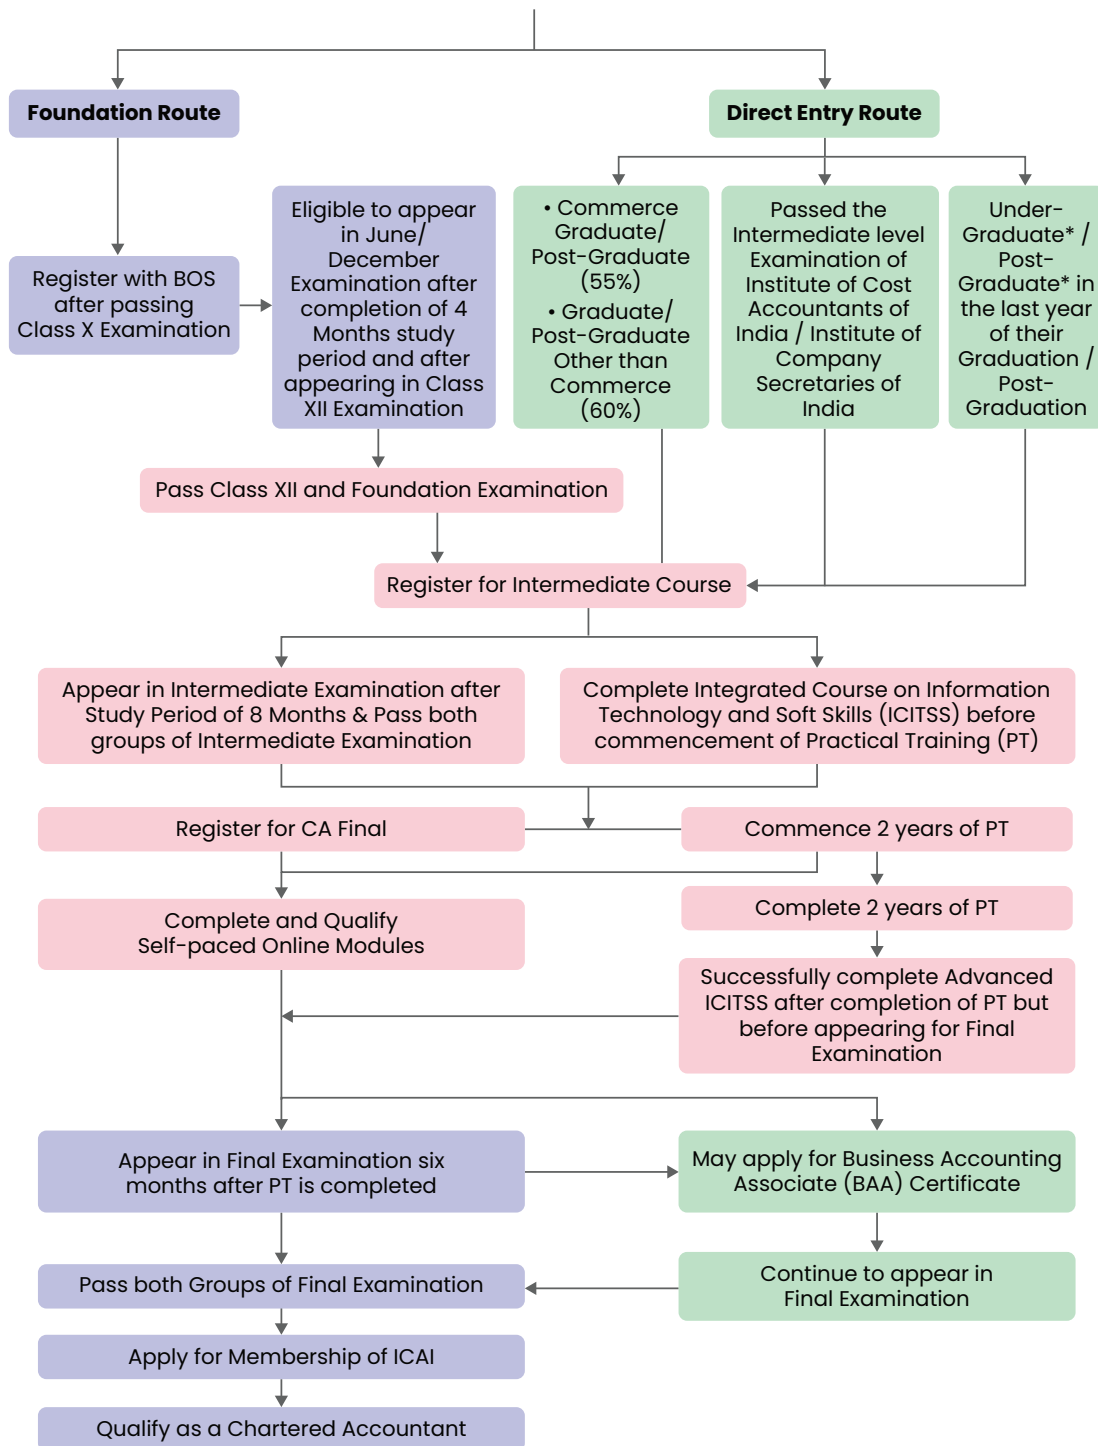 Foundation Route
Direct Entry Route
Register with BOS
after passing
Class X Examination
Eligible to appear
in June/
December
Examination after
completion of 4
Months study
period and after
appearing in Class
XII Examination
• Commerce
Graduate/
Post-Graduate
(55%)
• Graduate/
Post-Graduate
Other than
Commerce
(60%)
Passed the
Intermediate level
Examination of
Institute of Cost
Accountants of
India / Institute of
Company
Secretaries of
India
Under-
Graduate* /
Post-
Graduate* in
the last year
of their
Graduation /
Post-
Graduation
Pass Class XII and Foundation Examination
Register for Intermediate Course
Appear in Intermediate Examination after
Study Period of 8 Months & Pass both
groups of Intermediate Examination
Complete Integrated Course on Information
Technology and Soft Skills (ICITSS) before
commencement of Practical Training (PT)
Register for CA Final
Commence 2 years of PT
Complete and Qualify
Self-paced Online Modules
Complete 2 years of PT
Successfully complete Advanced
ICITSS after completion of PT but
before appearing for Final
Examination
Appear in Final Examination six
months after PT is completed
May apply for Business Accounting
Associate (BAA) Certificate
Pass both Groups of Final Examination
Continue to appear in
Final Examination
Apply for Membership of ICAI
Qualify as a Chartered Accountant